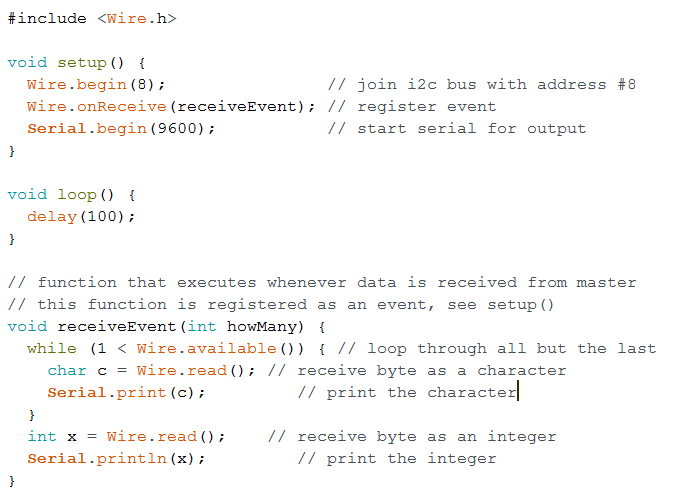 #include <Wire.h>

void setup() {
  Wire.begin(8);                // join i2c bus with address #8
  Wire.onReceive(receiveEvent); // register event
  Serial.begin(9600);           // start serial for output
}

void loop() {
  delay(100);
}

// function that executes whenever data is received from master
// this function is registered as an event, see setup()
void receiveEvent(int howMany) {
  while (1 < Wire.available()) { // loop through all but the last
    char c = Wire.read(); // receive byte as a character
    Serial.print(c);         // print the character
  }
  int x = Wire.read();    // receive byte as an integer
  Serial.println(x);         // print the integer
}